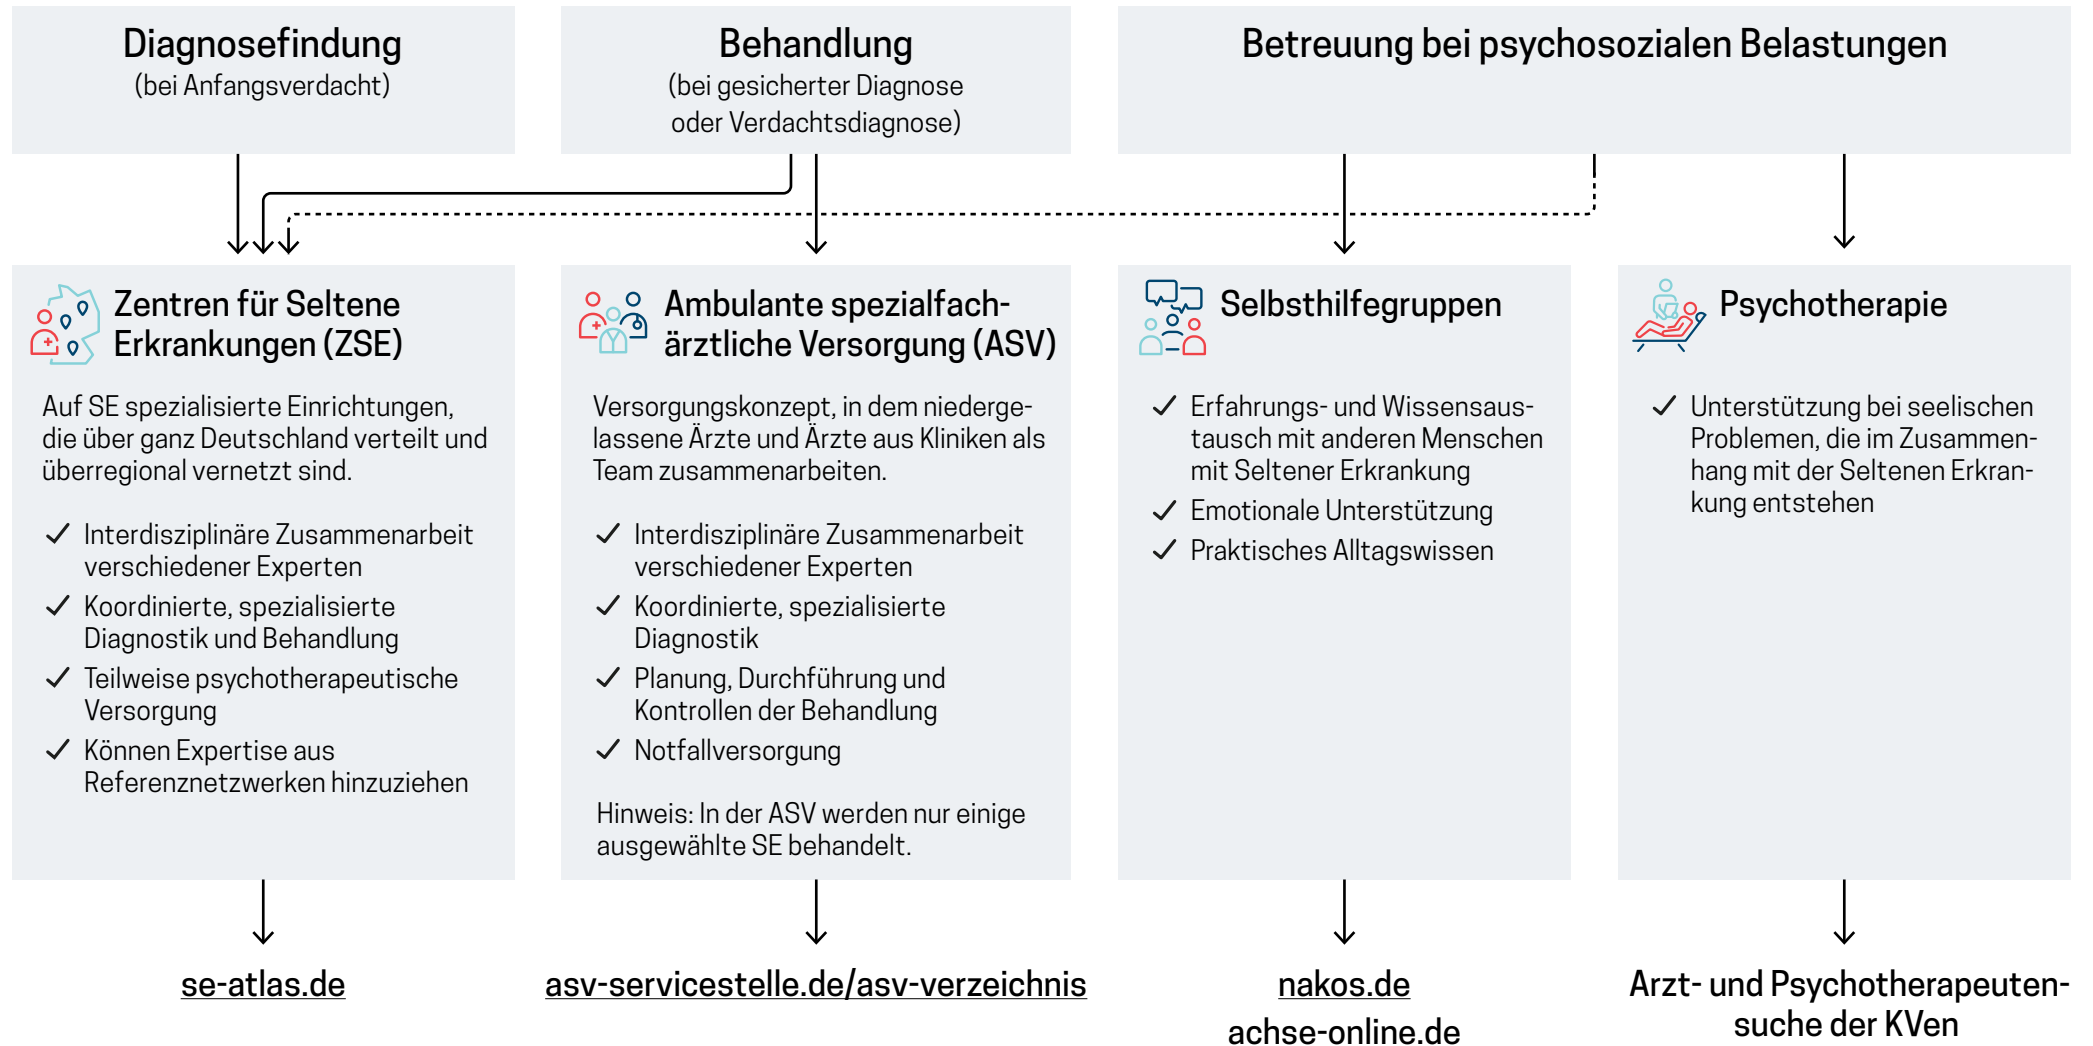 Diagnosefindung
(bei Anfangsverdacht)
Behandlung
(bei gesicherter Diagnose
oder Verdachtsdiagnose)
Betreuung bei psychosozialen Belastungen
Zentren für Seltene
Erkrankungen (ZSE)
Auf SE spezialisierte Einrichtungen,
die über ganz Deutschland verteilt und
überregional vernetzt sind.
Interdisziplinäre Zusammenarbeit
verschiedener Experten
Koordinierte, spezialisierte
Diagnostik und Behandlung
Teilweise psychotherapeutische
Versorgung
Können Expertise aus
Referenznetzwerken hinzuziehen
se-atlas.de
Ambulante spezialfach-
ärztliche Versorgung (ASV)
Versorgungskonzept, in dem niederge-
lassene Ärzte und Ärzte aus Kliniken als
Team zusammenarbeiten.
Interdisziplinäre Zusammenarbeit
verschiedener Experten
Koordinierte, spezialisierte
Diagnostik
Planung, Durchführung und
Kontrollen der Behandlung
Notfallversorgung
Hinweis: In der ASV werden nur einige
ausgewählte SE behandelt.
asv-servicestelle.de/asv-verzeichnis
Selbsthilfegruppen
Erfahrungs- und Wissensaus-
tausch mit anderen Menschen
mit Seltener Erkrankung
Emotionale Unterstützung
Praktisches Alltagswissen
nakos.de
achse-online.de
Psychotherapie
Unterstützung bei seelischen
Problemen, die im Zusammen-
hang mit der Seltenen Erkran-
kung entstehen
Arzt- und Psychotherapeuten-
suche der KVen